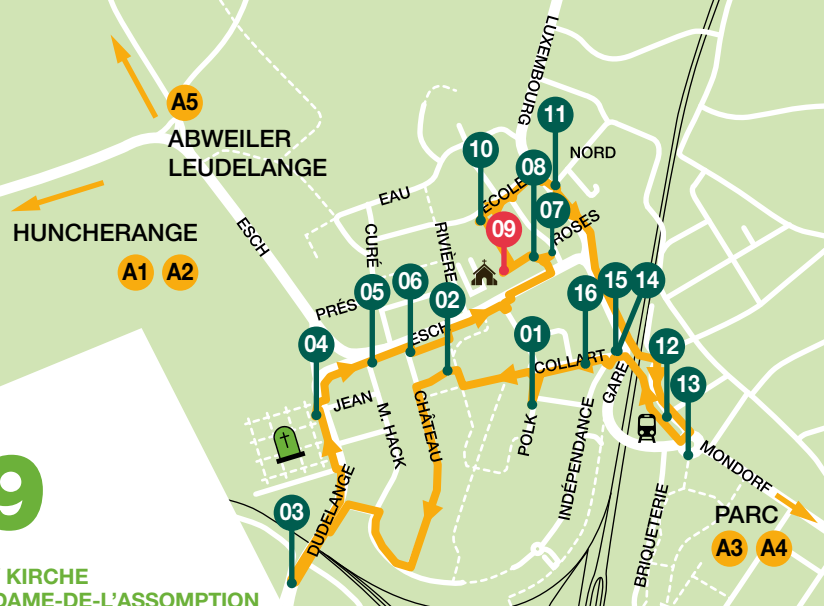 LUXEMBOURG
A5
ABWEILER
LEUDELANGE
11
10
08
NORD
ÉCOLE
EAU
07
ROSES
HUNCHERANGE
A1 A2
ESCH
CURÉ
RIVIÈRE
09
05
06
02
16
15
14
PRÉS
ESCH
04
01
COLLART
12
GARE
13
JEAN
M. HACK
CHÂTEAU
POLK
INDÉPENDANCE
MONDORF
9
03
DUDELANGE
BRIQUETERIE
PARC
A3 A4
KIRCHE
DAME-DE-L'ASSOMPTION